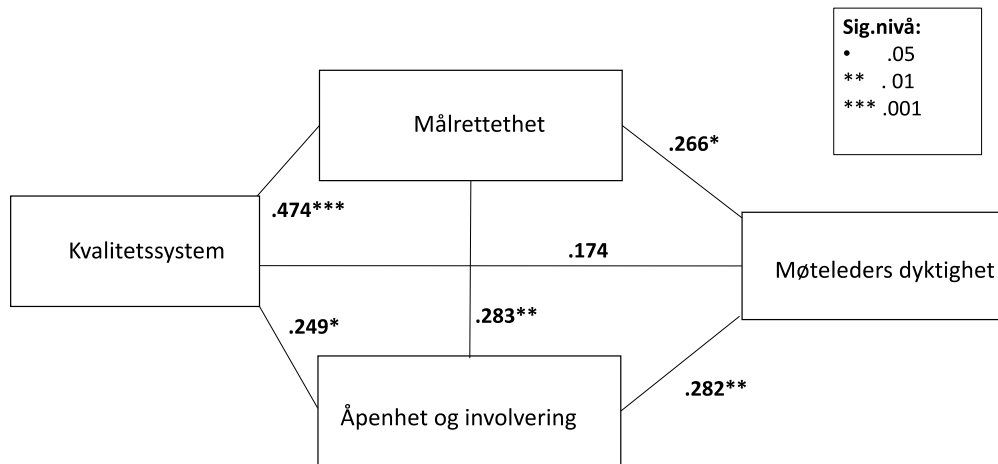 Sig.nivå:
• .05
** . 01
*** .001
Målrettethet
.266*
.474***
Kvalitetssystem
.174
Møteleders dyktighet
.249*
.283**
.282**
Åpenhet og involvering